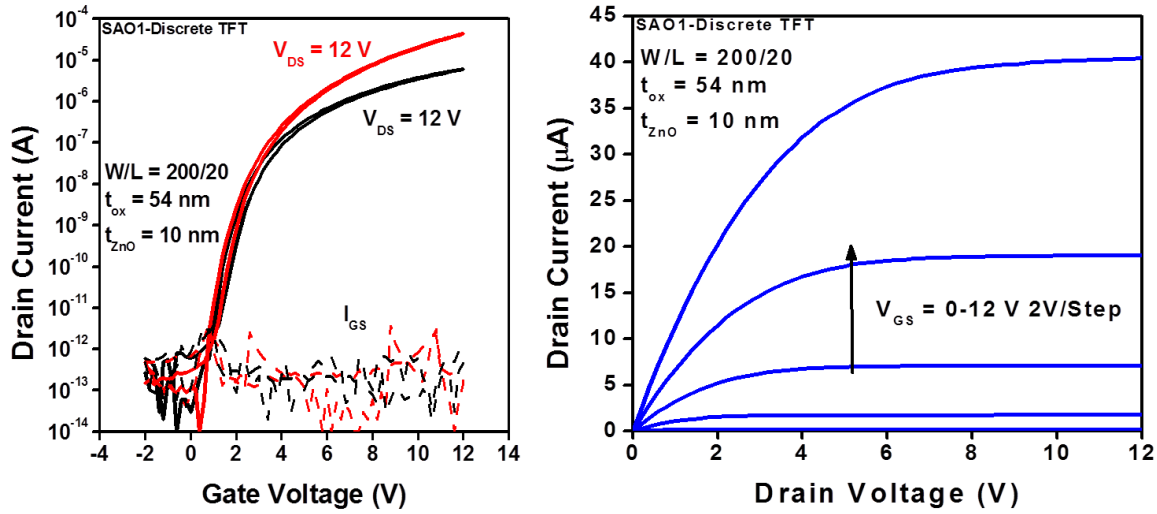 10⁻⁴
10⁻⁵
10⁻⁶
10⁻⁷
10⁻⁸
10⁻⁹
10⁻¹⁰
10⁻¹¹
10⁻¹²
10⁻¹³
10⁻¹⁴
Drain Current (A)
SAO1-Discrete TFT
V_DS = 12 V
V_DS = 12 V
W/L = 200/20
t_ox = 54 nm
t_ZnO = 10 nm
I_GS
-4 -2 0 2 4 6 8 10 12 14
Gate Voltage (V)
45
40
35
30
25
20
15
10
5
0
Drain Current (µA)
SAO1-Discrete TFT
W/L = 200/20
t_ox = 54 nm
t_ZnO = 10 nm
V_GS = 0-12 V 2V/Step
0 2 4 6 8 10 12
Drain Voltage (V)